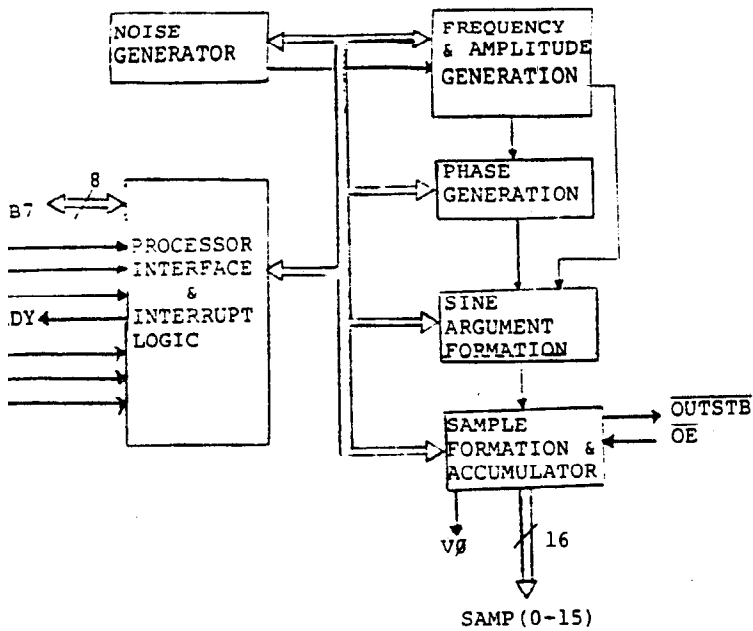 NOISE
GENERATOR
FREQUENCY
& AMPLITUDE
GENERATION
PHASE
GENERATION
8
B7
PROCESSOR
INTERFACE
&
INTERRUPT
LOGIC
DY
SINE
ARGUMENT
FORMATION
SAMPLE
FORMATION &
ACCUMULATOR
OUTSTB
OE
VØ
16
SAMP(0-15)